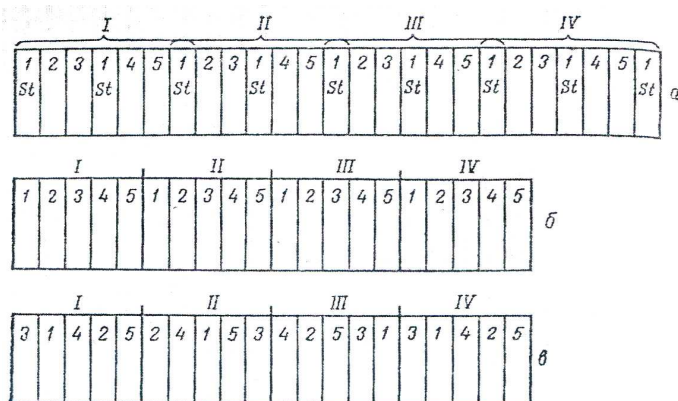 I II III IV
1 2 3 1 4 5 1 2 3 1 4 5 1 2 3 1 4 5 1 2 3 1 4 5 1
St St St St St St St St St
а
I II III IV
1 2 3 4 5 1 2 3 4 5 1 2 3 4 5 1 2 3 4 5
б
I II III IV
3 1 4 2 5 2 4 1 5 3 4 2 5 3 1 3 1 4 2 5
в